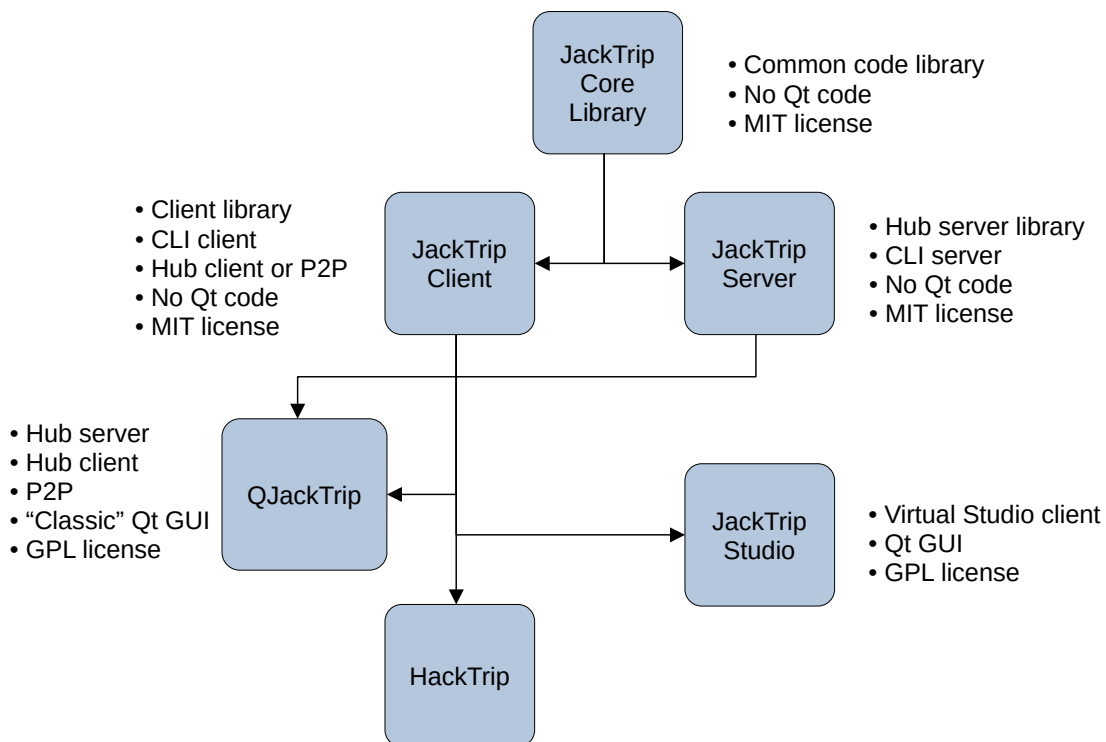 JackTrip
Core
Library
• Common code library
• No Qt code
• MIT license
• Client library
• CLI client
• Hub client or P2P
• No Qt code
• MIT license
JackTrip
Client
JackTrip
Server
• Hub server library
• CLI server
• No Qt code
• MIT license
• Hub server
• Hub client
• P2P
• “Classic” Qt GUI
• GPL license
QJackTrip
JackTrip
Studio
• Virtual Studio client
• Qt GUI
• GPL license
HackTrip